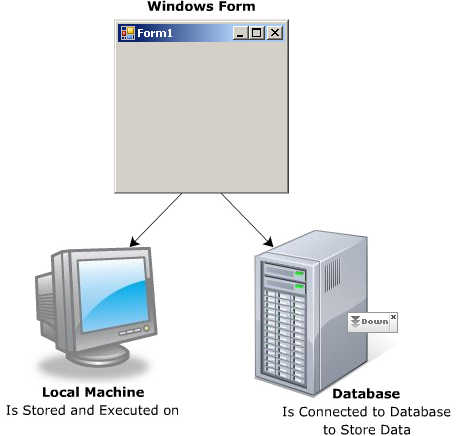 Windows Form
Form1
Down
Local Machine
Is Stored and Executed on
Database
Is Connected to Database
to Store Data